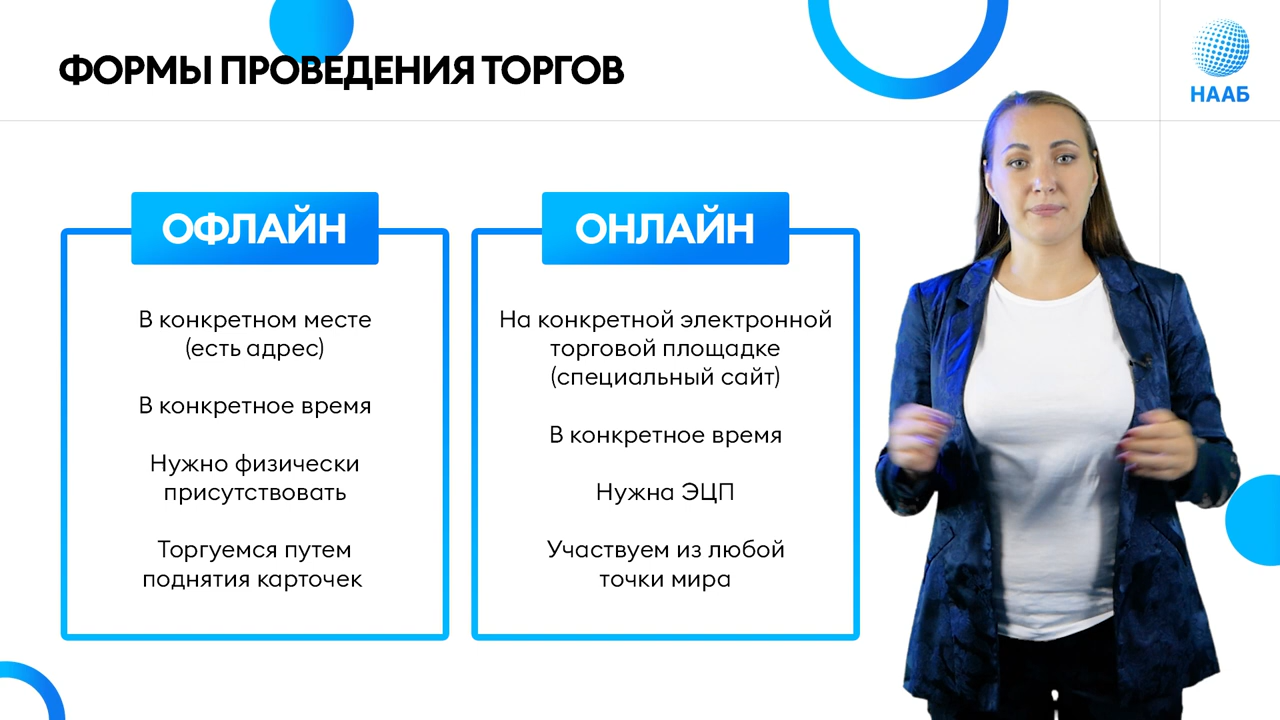 ФОРМЫ ПРОВЕДЕНИЯ ТОРГОВ
НААБ
ОФЛАЙН
В конкретном месте
(есть адрес)
В конкретное время
Нужно физически
присутствовать
Торгуемся путем
поднятия карточек
ОНЛАЙН
На конкретной электронной
торговой площадке
(специальный сайт)
В конкретное время
Нужна ЭЦП
Участвуем из любой
точки мира